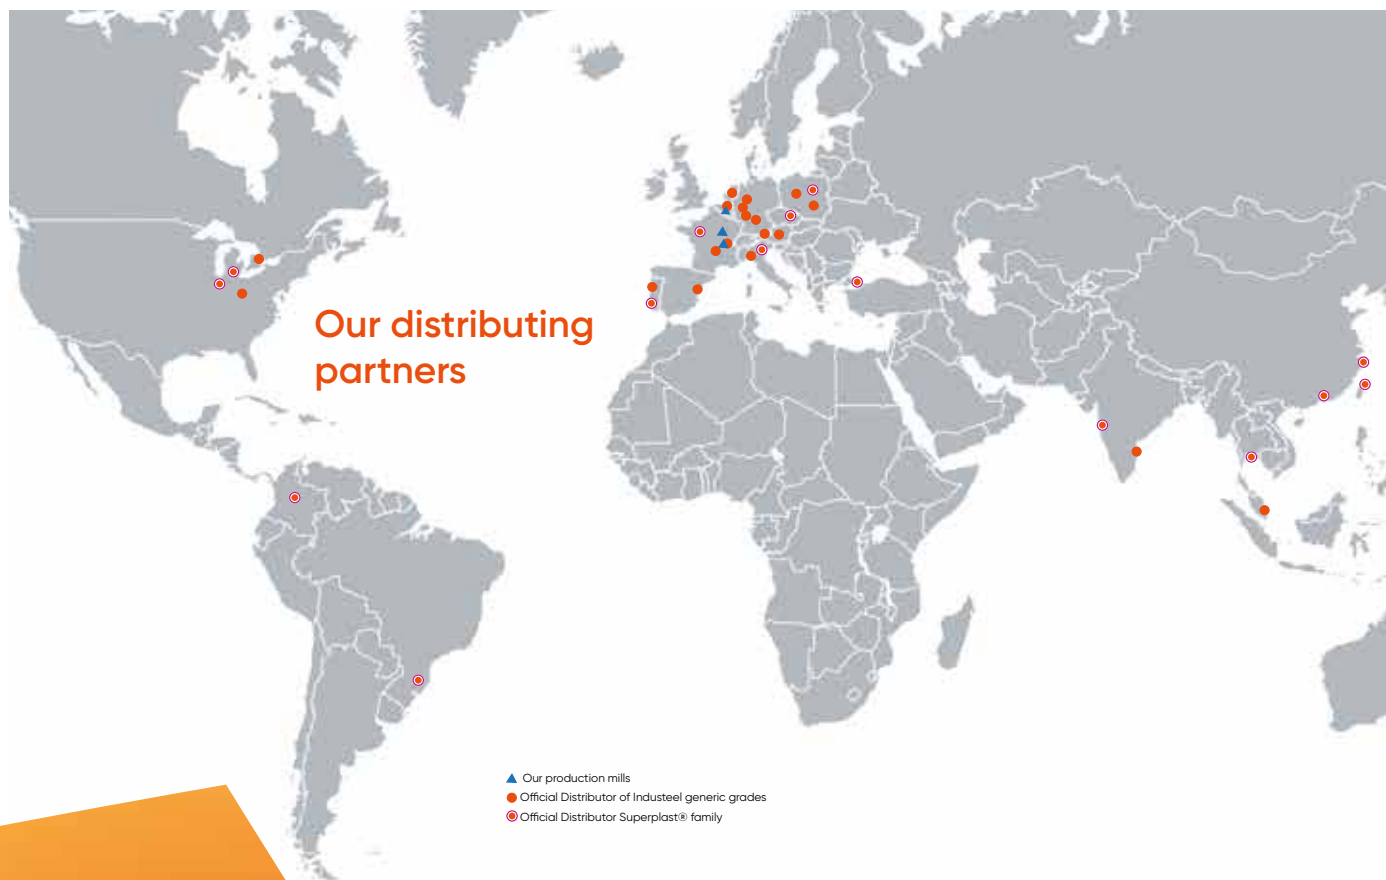 Our distributing
partners
Our production mills
Official Distributor of Industeel generic grades
Official Distributor Superplast® family